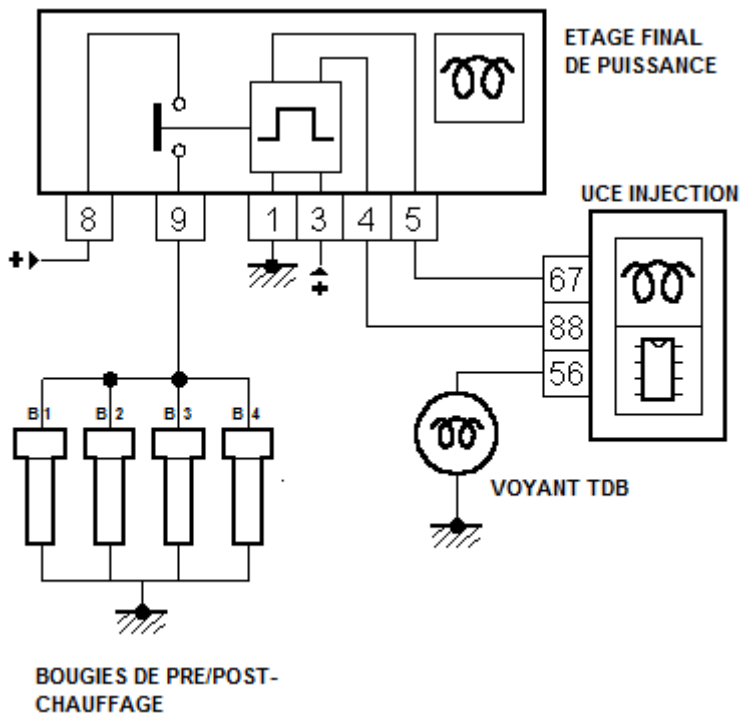 ETAGE FINAL
DE PUISSANCE
UCE INJECTION
8 9 1 3 4 5
+ +
67
88
56
B 1 B 2 B 3 B 4
VOYANT TDB
BOUGIES DE PRE/POST-
CHAUFFAGE